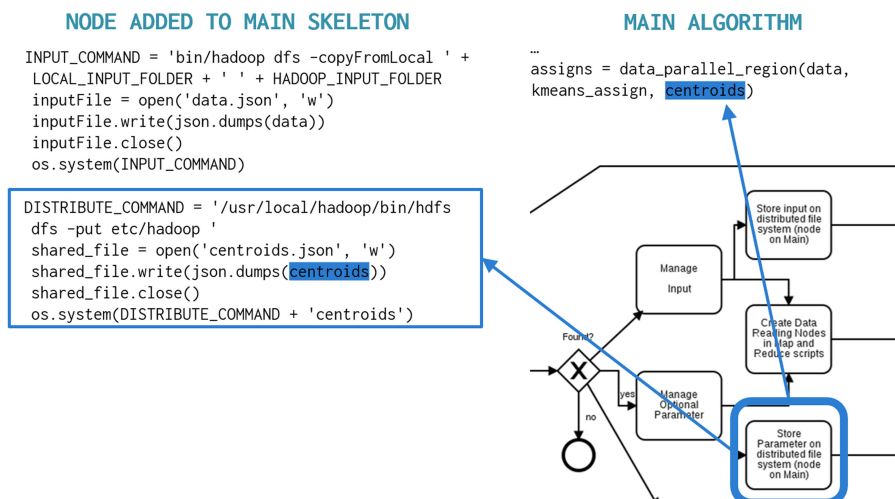 NODE ADDED TO MAIN SKELETON
INPUT_COMMAND = 'bin/hadoop dfs -copyFromLocal ' +
LOCAL_INPUT_FOLDER + ' ' + HADOOP_INPUT_FOLDER
inputFile = open('data.json', 'w')
inputFile.write(json.dumps(data))
inputFile.close()
os.system(INPUT_COMMAND)
DISTRIBUTE_COMMAND = '/usr/local/hadoop/bin/hdfs
dfs -put etc/hadoop '
shared_file = open('centroids.json', 'w')
shared_file.write(json.dumps(centroids))
shared_file.close()
os.system(DISTRIBUTE_COMMAND + 'centroids')
MAIN ALGORITHM
…
assigns = data_parallel_region(data,
kmeans_assign, centroids)
Store input on
distributed file
system (node
on Main)
Manage
Input
Create Data
Reading Nodes
in Map and
Reduce scripts
Found?
X
yes
no
Manage
Optional
Parameter
Store
Parameter on
distributed file
system (node
on Main)